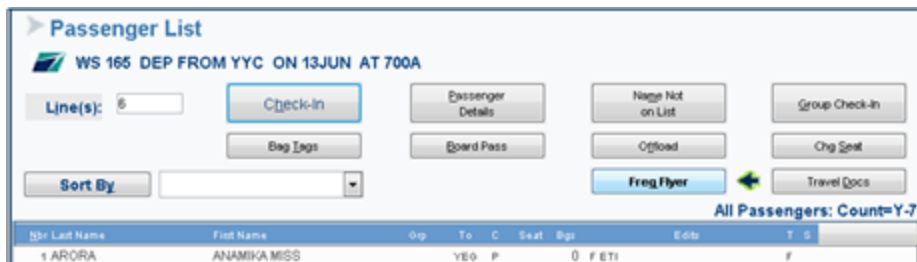 Passenger List
WS 165 DEP FROM YYC ON 13JUN AT 700A
Line(s): 6 Check-In Passenger Details Name Not on List Group Check-In
Bag Tags Board Pass Offload Chg Seat
Sort By Freq Flyer Travel Docs
All Passengers: Count=Y-7
Nbr Last Name First Name Grp To C Seat Bgs Edits T S
1 ARORA ANAMIKA MISS YEG P 0 F ETI F